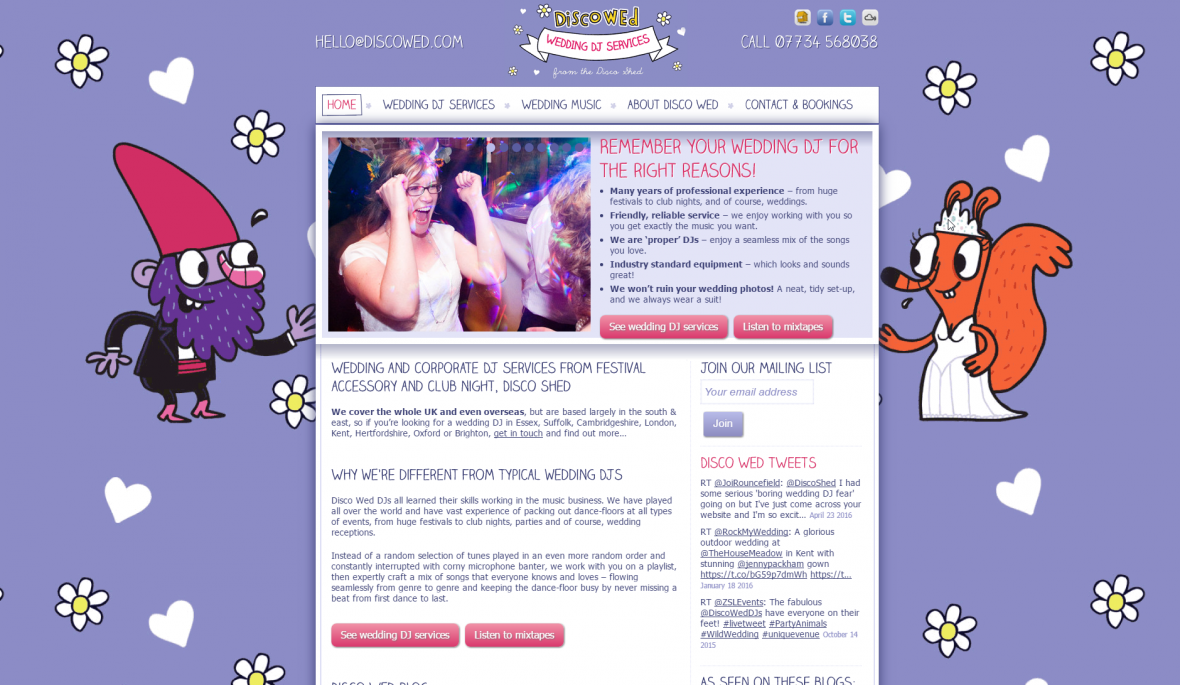 DiscoWed
WEDDING DJ SERVICES
from the Disco Shed
HELLO@DISCOWED.COM
CALL 07734 568038
HOME
WEDDING DJ SERVICES
WEDDING MUSIC
ABOUT DISCO WED
CONTACT & BOOKINGS
REMEMBER YOUR WEDDING DJ FOR
THE RIGHT REASONS!
• Many years of professional experience – from huge
festivals to club nights, and of course, weddings.
• Friendly, reliable service – we enjoy working with you so
you get exactly the music you want.
• We are ‘proper’ DJs – enjoy a seamless mix of the songs
you love.
• Industry standard equipment – which looks and sounds
great!
• We won’t ruin your wedding photos! A neat, tidy set-up,
and we always wear a suit!
See wedding DJ services
Listen to mixtapes
WEDDING AND CORPORATE DJ SERVICES FROM FESTIVAL
ACCESSORY AND CLUB NIGHT, DISCO SHED
We cover the whole UK and even overseas, but are based largely in the south &
east, so if you’re looking for a wedding DJ in Essex, Suffolk, Cambridgeshire, London,
Kent, Hertfordshire, Oxford or Brighton, get in touch and find out more…
WHY WE’RE DIFFERENT FROM TYPICAL WEDDING DJS
Disco Wed DJs all learned their skills working in the music business. We have played
all over the world and have vast experience of packing out dance-floors at all types
of events, from huge festivals to club nights, parties and of course, wedding
receptions.
Instead of a random selection of tunes played in an even more random order and
constantly interrupted with corny microphone banter, we work with you on a playlist,
then expertly craft a mix of songs that everyone knows and loves – flowing
seamlessly from genre to genre and keeping the dance-floor busy by never missing a
beat from first dance to last.
See wedding DJ services
Listen to mixtapes
DISCO WED BLOG
JOIN OUR MAILING LIST
Your email address
Join
DISCO WED TWEETS
RT @JoiRouncefield: @DiscoShed I had
some serious 'boring wedding DJ fear'
going on but I've just come across your
website and I'm so excit… April 23 2016
RT @RockMyWedding: A glorious
outdoor wedding at
@TheHouseMeadow in Kent with
stunning @jennypackham gown
https://t.co/bG59p7dmWh https://t…
January 18 2016
RT @ZSLEvents: The fabulous
@DiscoWedDJs have everyone on their
feet! #livetweet #PartyAnimals
#WildWedding #uniquevenue October 14
2015
AS SEEN ON THESE BLOGS: